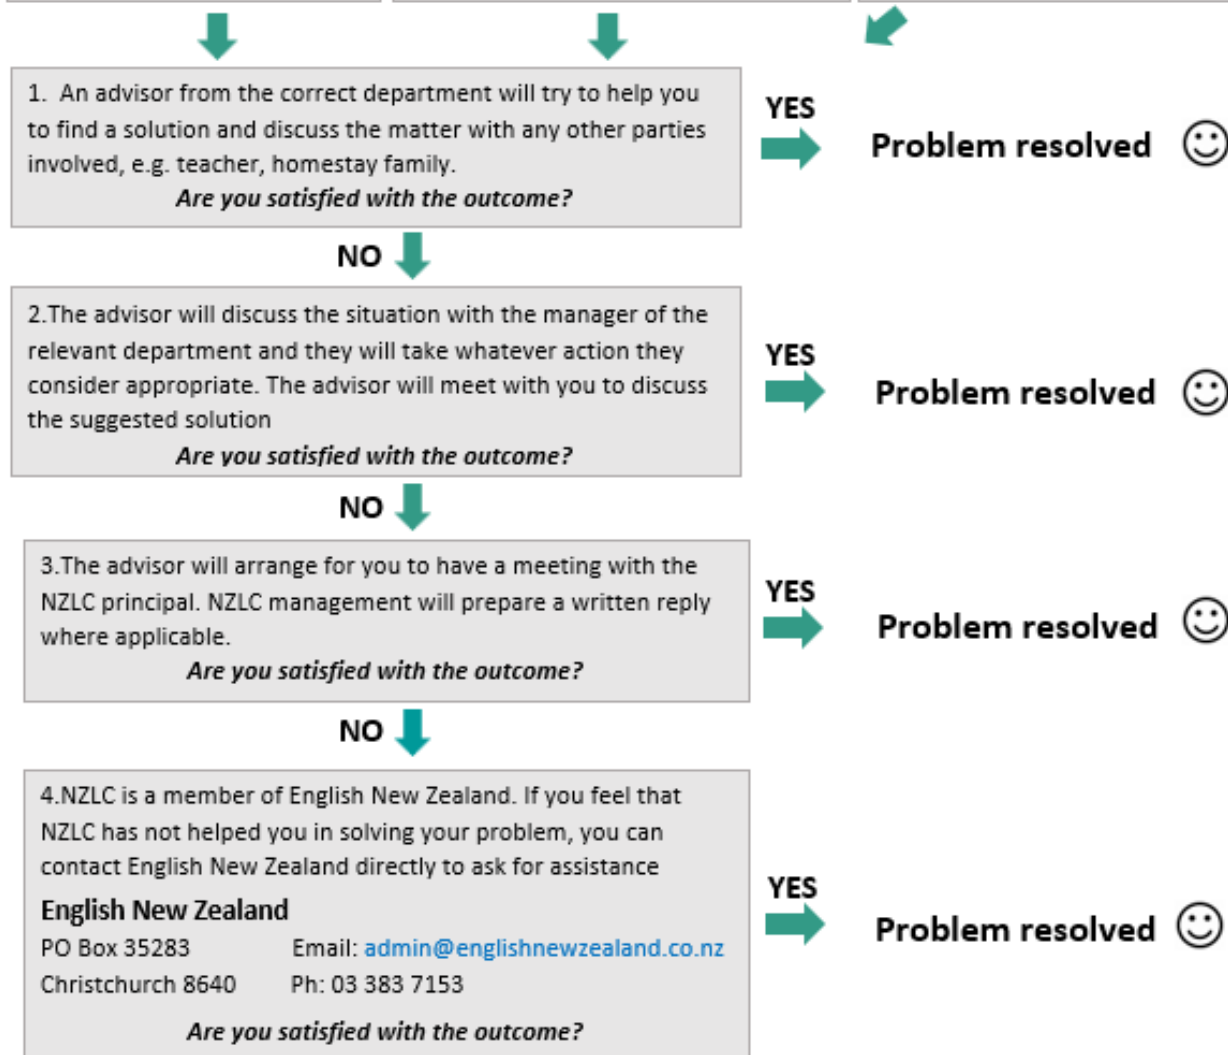 1.  An advisor from the correct department will try to help you
to find a solution and discuss the matter with any other parties
involved, e.g. teacher, homestay family.
Are you satisfied with the outcome?
YES
Problem resolved
NO
2.The advisor will discuss the situation with the manager of the
relevant department and they will take whatever action they
consider appropriate. The advisor will meet with you to discuss
the suggested solution
Are you satisfied with the outcome?
YES
Problem resolved
NO
3.The advisor will arrange for you to have a meeting with the
NZLC principal. NZLC management will prepare a written reply
where applicable.
Are you satisfied with the outcome?
YES
Problem resolved
NO
4.NZLC is a member of English New Zealand. If you feel that
NZLC has not helped you in solving your problem, you can
contact English New Zealand directly to ask for assistance
English New Zealand
PO Box 35283 Email: admin@englishnewzealand.co.nz
Christchurch 8640 Ph: 03 383 7153
Are you satisfied with the outcome?
YES
Problem resolved